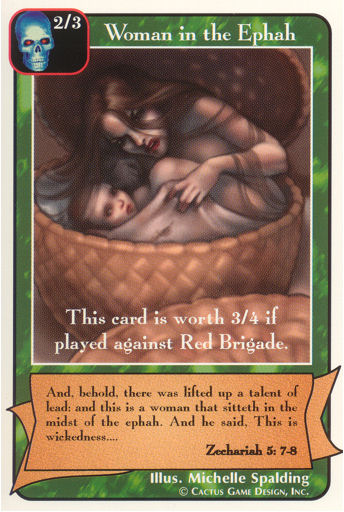 2/3
Woman in the Ephah
This card is worth 3/4 if
played against Red Brigade.
And, behold, there was lifted up a talent of
lead: and this is a woman that sitteth in the
midst of the ephah. And he said, This is
wickedness....
Zechariah 5: 7-8
Illus. Michelle Spalding
© Cactus Game Design, Inc.